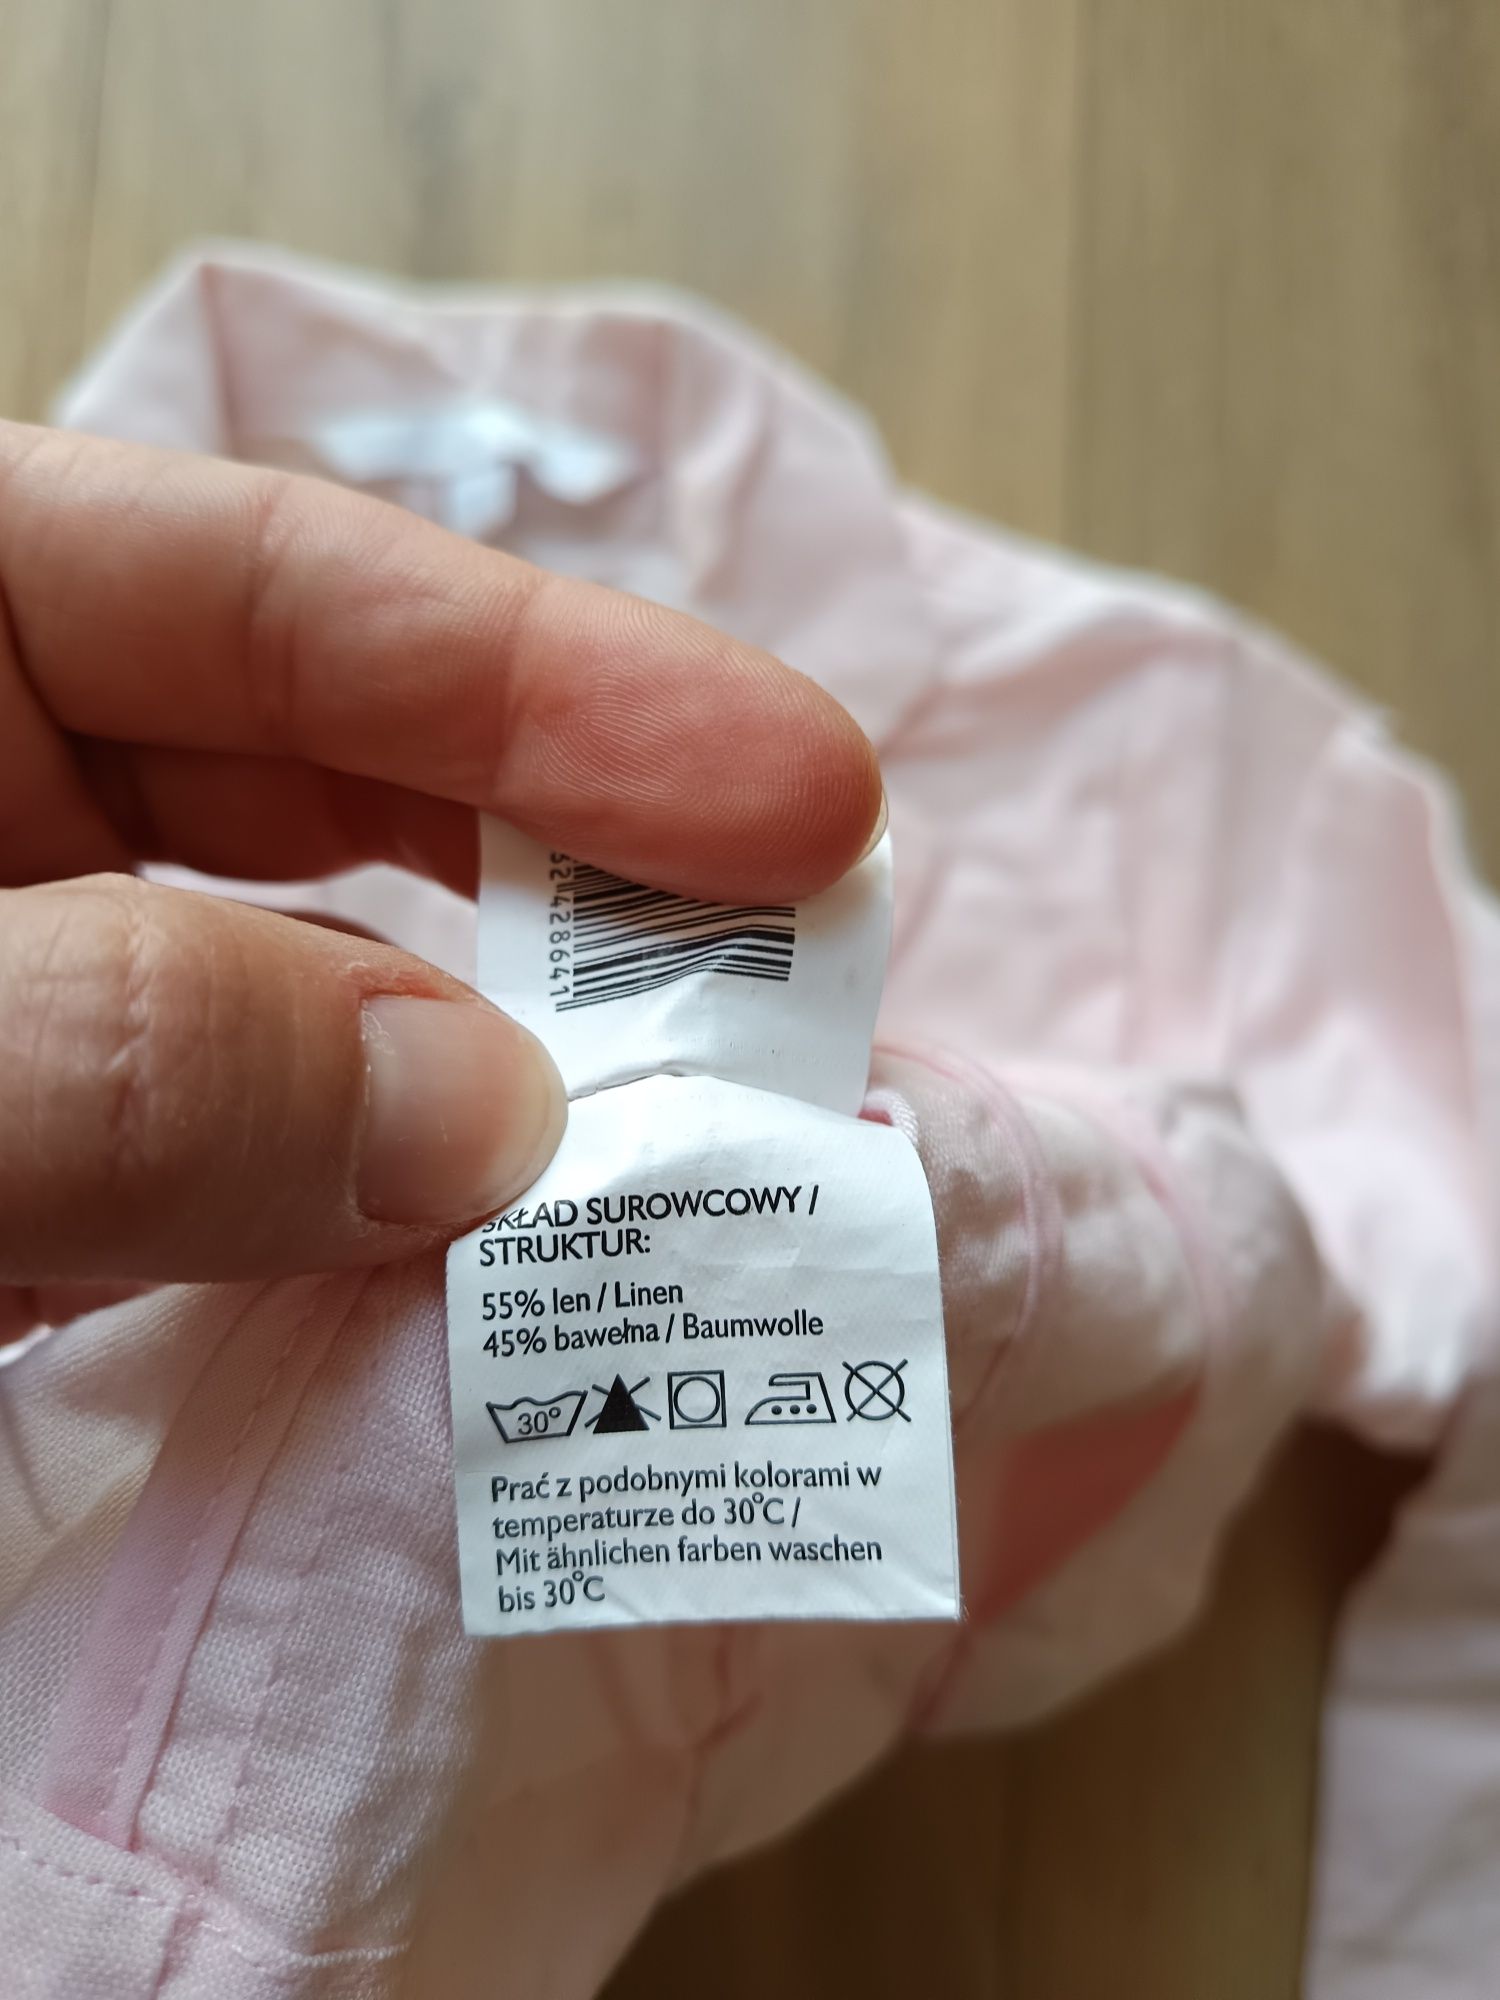 52428641
SKŁAD SUROWCOWY /
STRUKTUR:
55% len / Linen
45% bawełna / Baumwolle
30°
Prać z podobnymi kolorami w
temperaturze do 30°C /
Mit ähnlichen farben waschen
bis 30°C